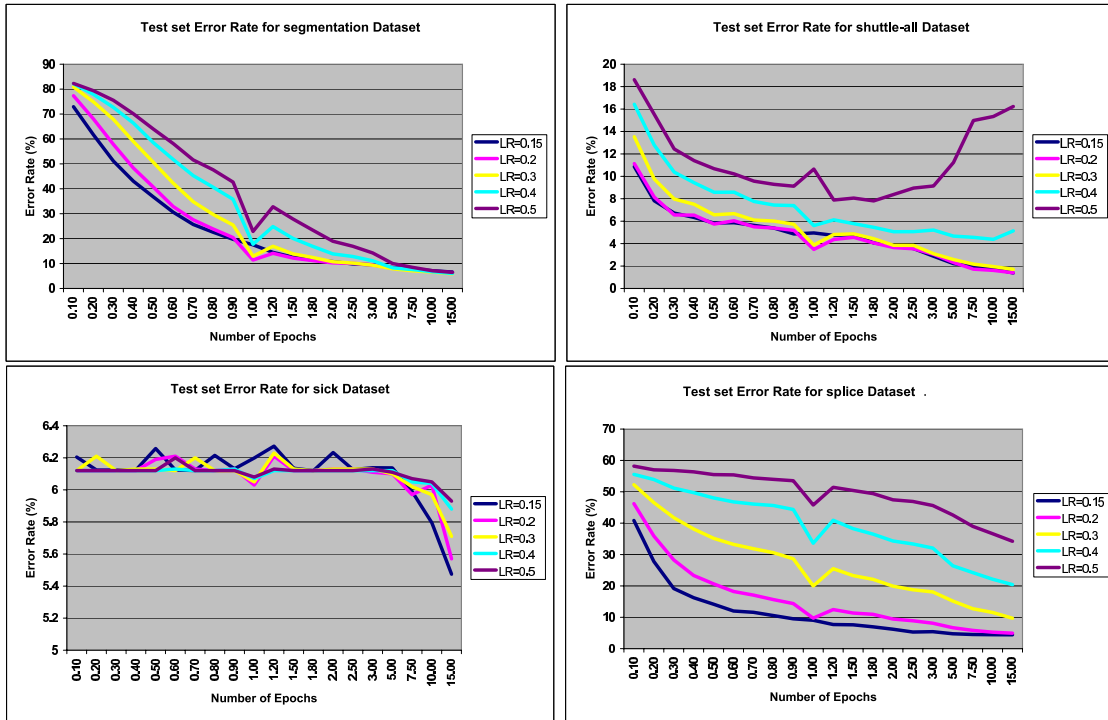 Test set Error Rate for segmentation Dataset
Error Rate (%)
90
80
70
60
50
40
30
20
10
0
0.10 0.20 0.30 0.40 0.50 0.60 0.70 0.80 0.90 1.00 1.20 1.50 1.80 2.00 2.50 3.00 5.00 7.50 10.00 15.00
Number of Epochs
LR=0.15
LR=0.2
LR=0.3
LR=0.4
LR=0.5
Test set Error Rate for shuttle-all Dataset
Error Rate (%)
20
18
16
14
12
10
8
6
4
2
0
0.10 0.20 0.30 0.40 0.50 0.60 0.70 0.80 0.90 1.00 1.20 1.50 1.80 2.00 2.50 3.00 5.00 7.50 10.00 15.00
Number of Epochs
LR=0.15
LR=0.2
LR=0.3
LR=0.4
LR=0.5
Test set Error Rate for sick Dataset
Error Rate (%)
6.4
6.2
6
5.8
5.6
5.4
5.2
5
0.10 0.20 0.30 0.40 0.50 0.60 0.70 0.80 0.90 1.00 1.20 1.50 1.80 2.00 2.50 3.00 5.00 7.50 10.00 15.00
Number of Epochs
LR=0.15
LR=0.2
LR=0.3
LR=0.4
LR=0.5
Test set Error Rate for splice Dataset .
Error Rate (%)
70
60
50
40
30
20
10
0
0.10 0.20 0.30 0.40 0.50 0.60 0.70 0.80 0.90 1.00 1.20 1.50 1.80 2.00 2.50 3.00 5.00 7.50 10.00 15.00
Number of Epochs
LR=0.15
LR=0.2
LR=0.3
LR=0.4
LR=0.5